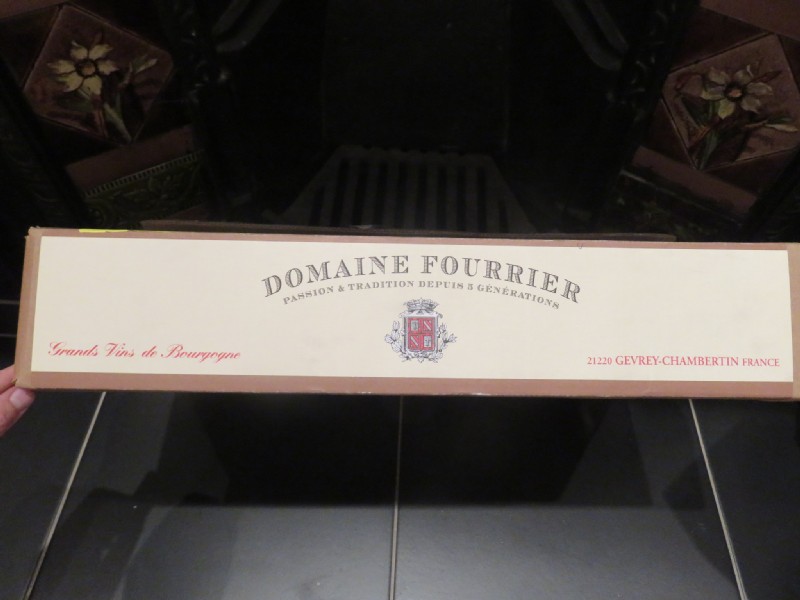 DOMAINE FOURRIER
PASSION & TRADITION DEPUIS 5 GÉNÉRATIONS
Grands Vins de Bourgogne
21220 GEVREY-CHAMBERTIN FRANCE